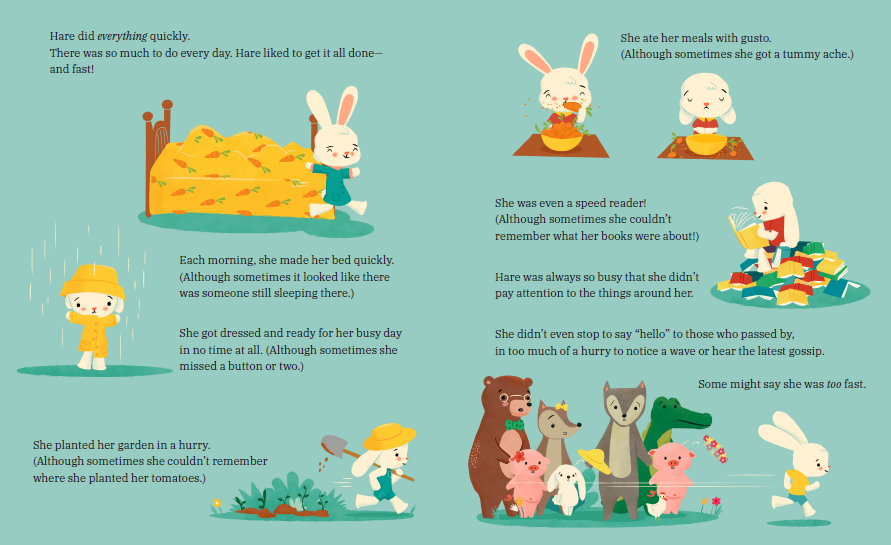 Hare did everything quickly.
There was so much to do every day. Hare liked to get it all done—
and fast!
Each morning, she made her bed quickly.
(Although sometimes it looked like there
was someone still sleeping there.)
She got dressed and ready for her busy day
in no time at all. (Although sometimes she
missed a button or two.)
She planted her garden in a hurry.
(Although sometimes she couldn’t remember
where she planted her tomatoes.)
She ate her meals with gusto.
(Although sometimes she got a tummy ache.)
She was even a speed reader!
(Although sometimes she couldn’t
remember what her books were about!)
Hare was always so busy that she didn’t
pay attention to the things around her.
She didn’t even stop to say “hello” to those who passed by,
in too much of a hurry to notice a wave or hear the latest gossip.
Some might say she was too fast.